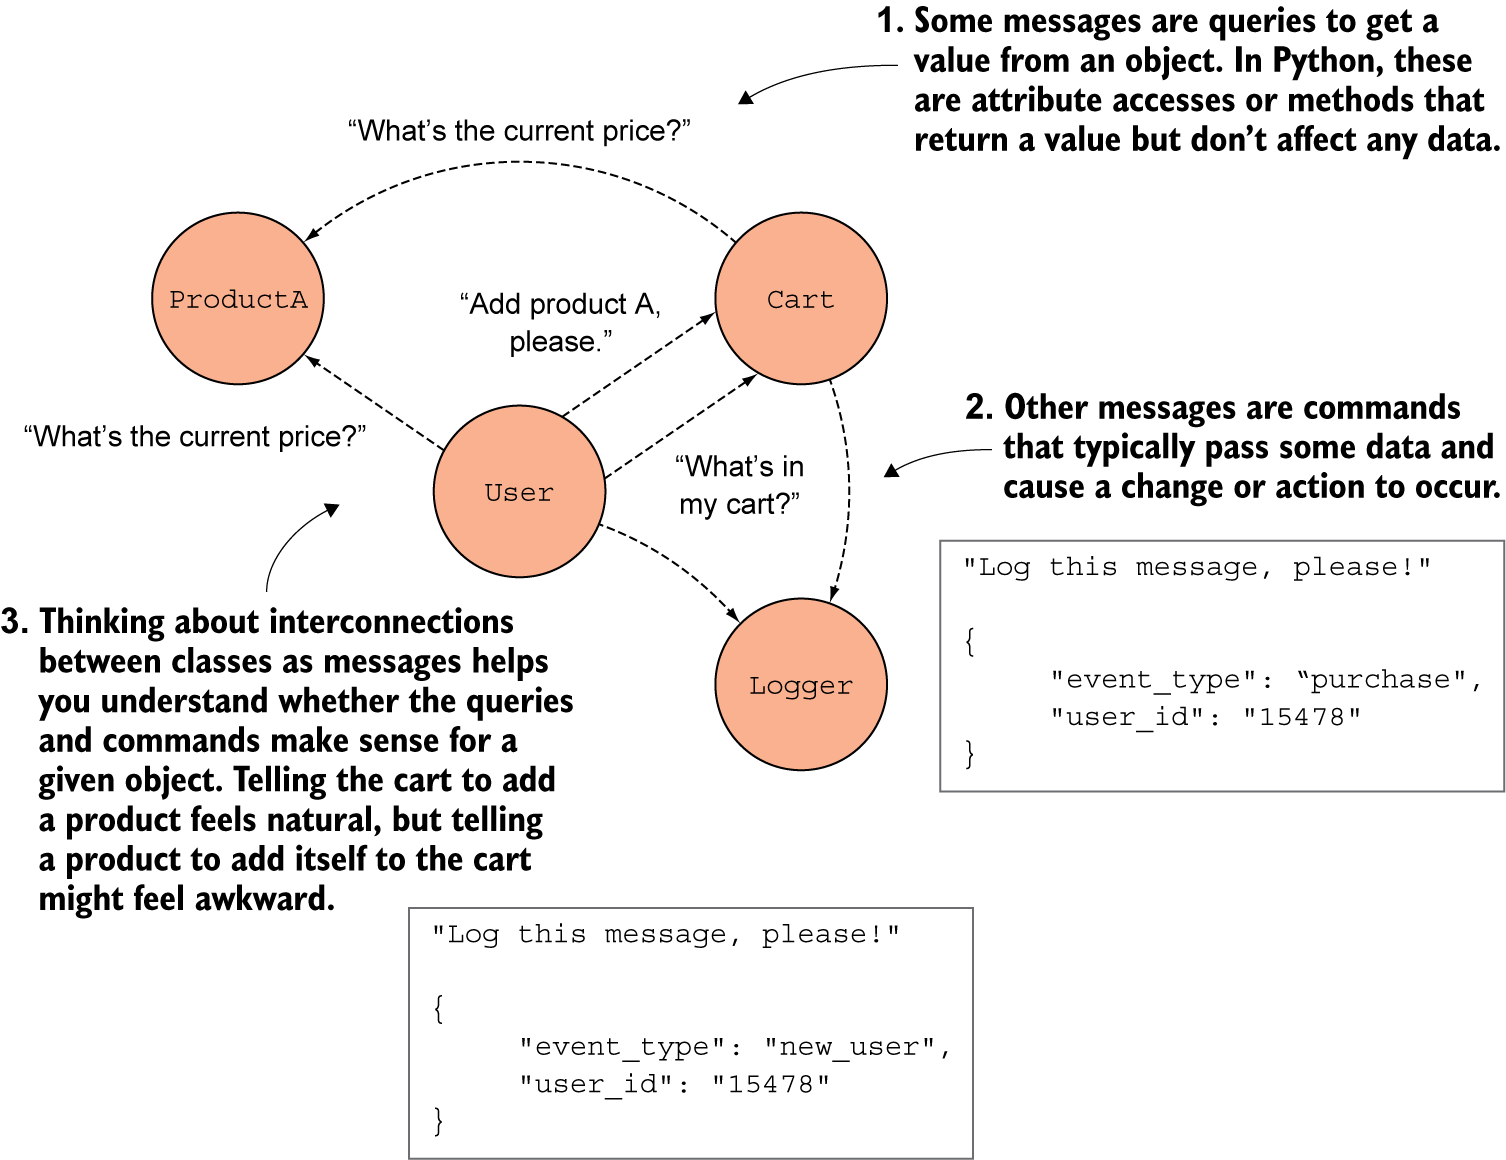 1. Some messages are queries to get a
value from an object. In Python, these
are attribute accesses or methods that
return a value but don’t affect any data.
“What’s the current price?”
ProductA
Cart
“Add product A,
please.”
“What’s the current price?”
User
“What’s in
my cart?”
2. Other messages are commands
that typically pass some data and
cause a change or action to occur.
"Log this message, please!"
{
"event_type": “purchase",
"user_id": "15478"
}
Logger
3. Thinking about interconnections
between classes as messages helps
you understand whether the queries
and commands make sense for a
given object. Telling the cart to add
a product feels natural, but telling
a product to add itself to the cart
might feel awkward.
"Log this message, please!"
{
"event_type": "new_user",
"user_id": "15478"
}